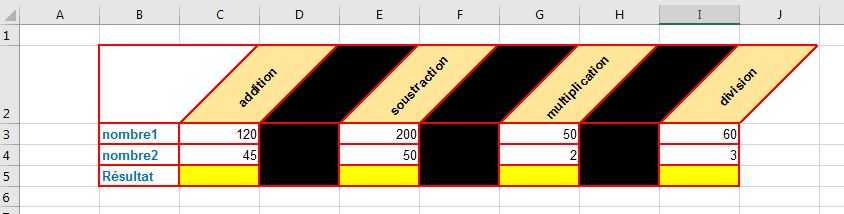 A B C D E F G H I J
1
2 addition soustraction multiplication division
3 nombre1 120 200 50 60
4 nombre2 45 50 2 3
5 Résultat
6